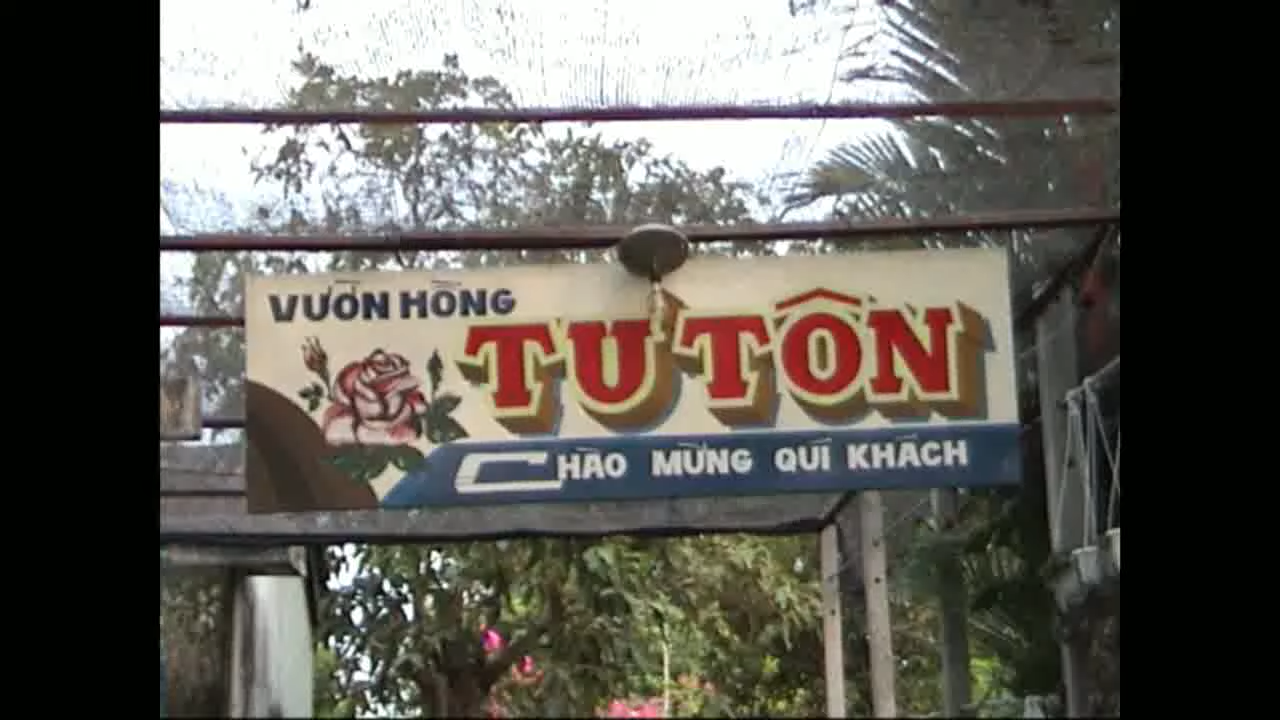 VƯỜN HỒNG
TƯ TÔN
CHÀO MỪNG QUÍ KHÁCH